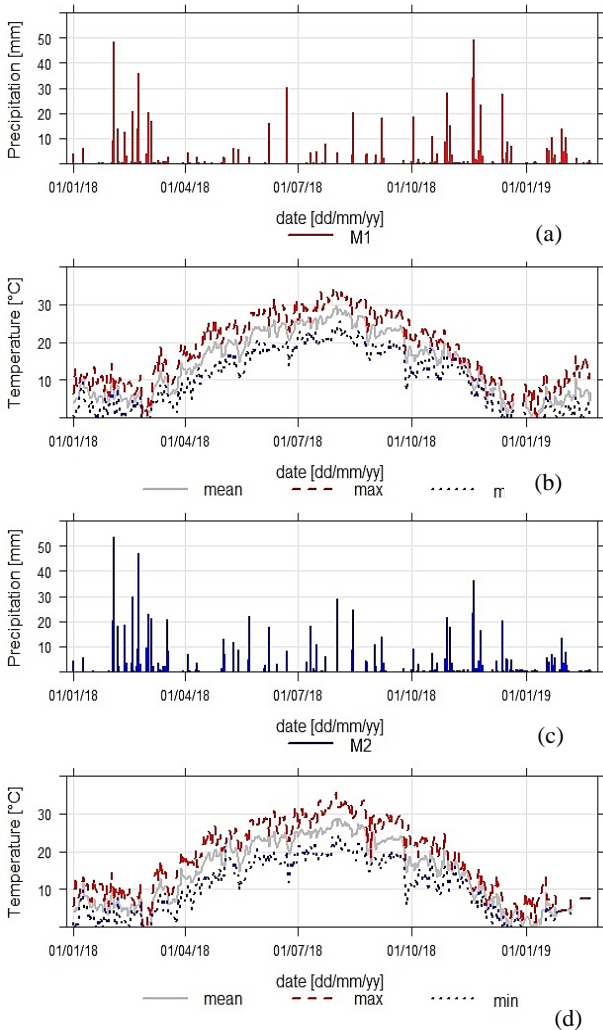 Precipitation [mm]
50
40
30
20
10
01/01/18 01/04/18 01/07/18 01/10/18 01/01/19
date [dd/mm/yy]
M1
(a)
Temperature [°C]
30
20
10
01/01/18 01/04/18 01/07/18 01/10/18 01/01/19
date [dd/mm/yy]
mean max m
(b)
Precipitation [mm]
50
40
30
20
10
01/01/18 01/04/18 01/07/18 01/10/18 01/01/19
date [dd/mm/yy]
M2
(c)
Temperature [°C]
30
20
10
01/01/18 01/04/18 01/07/18 01/10/18 01/01/19
date [dd/mm/yy]
mean max min
(d)